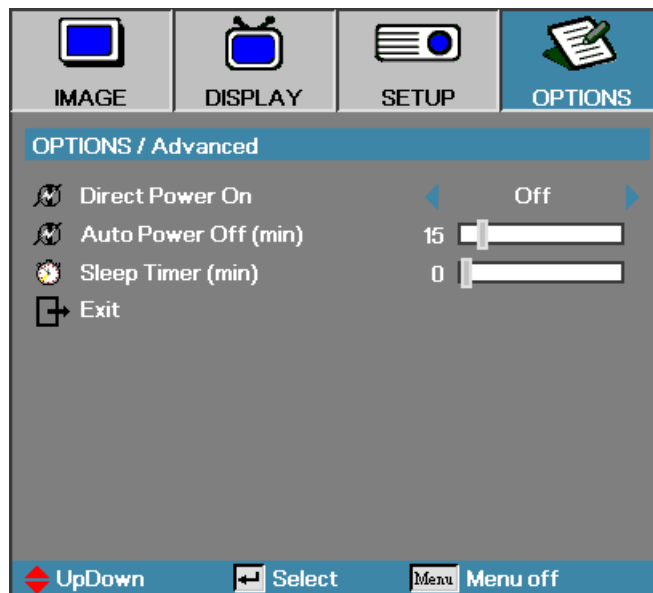 IMAGE DISPLAY SETUP OPTIONS
OPTIONS / Advanced
Direct Power On Off
Auto Power Off (min) 15
Sleep Timer (min) 0
Exit
UpDown Select Menu Menu off